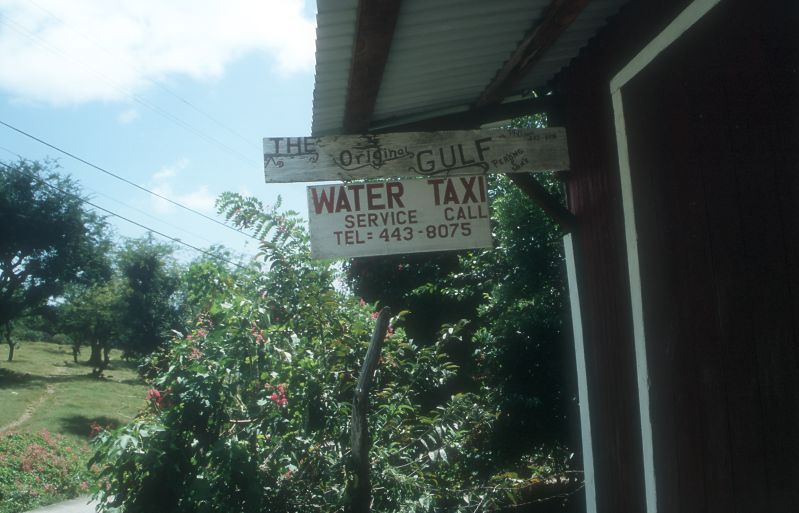 THE Original GULF
WATER TAXI
SERVICE CALL
TEL= 443-8075